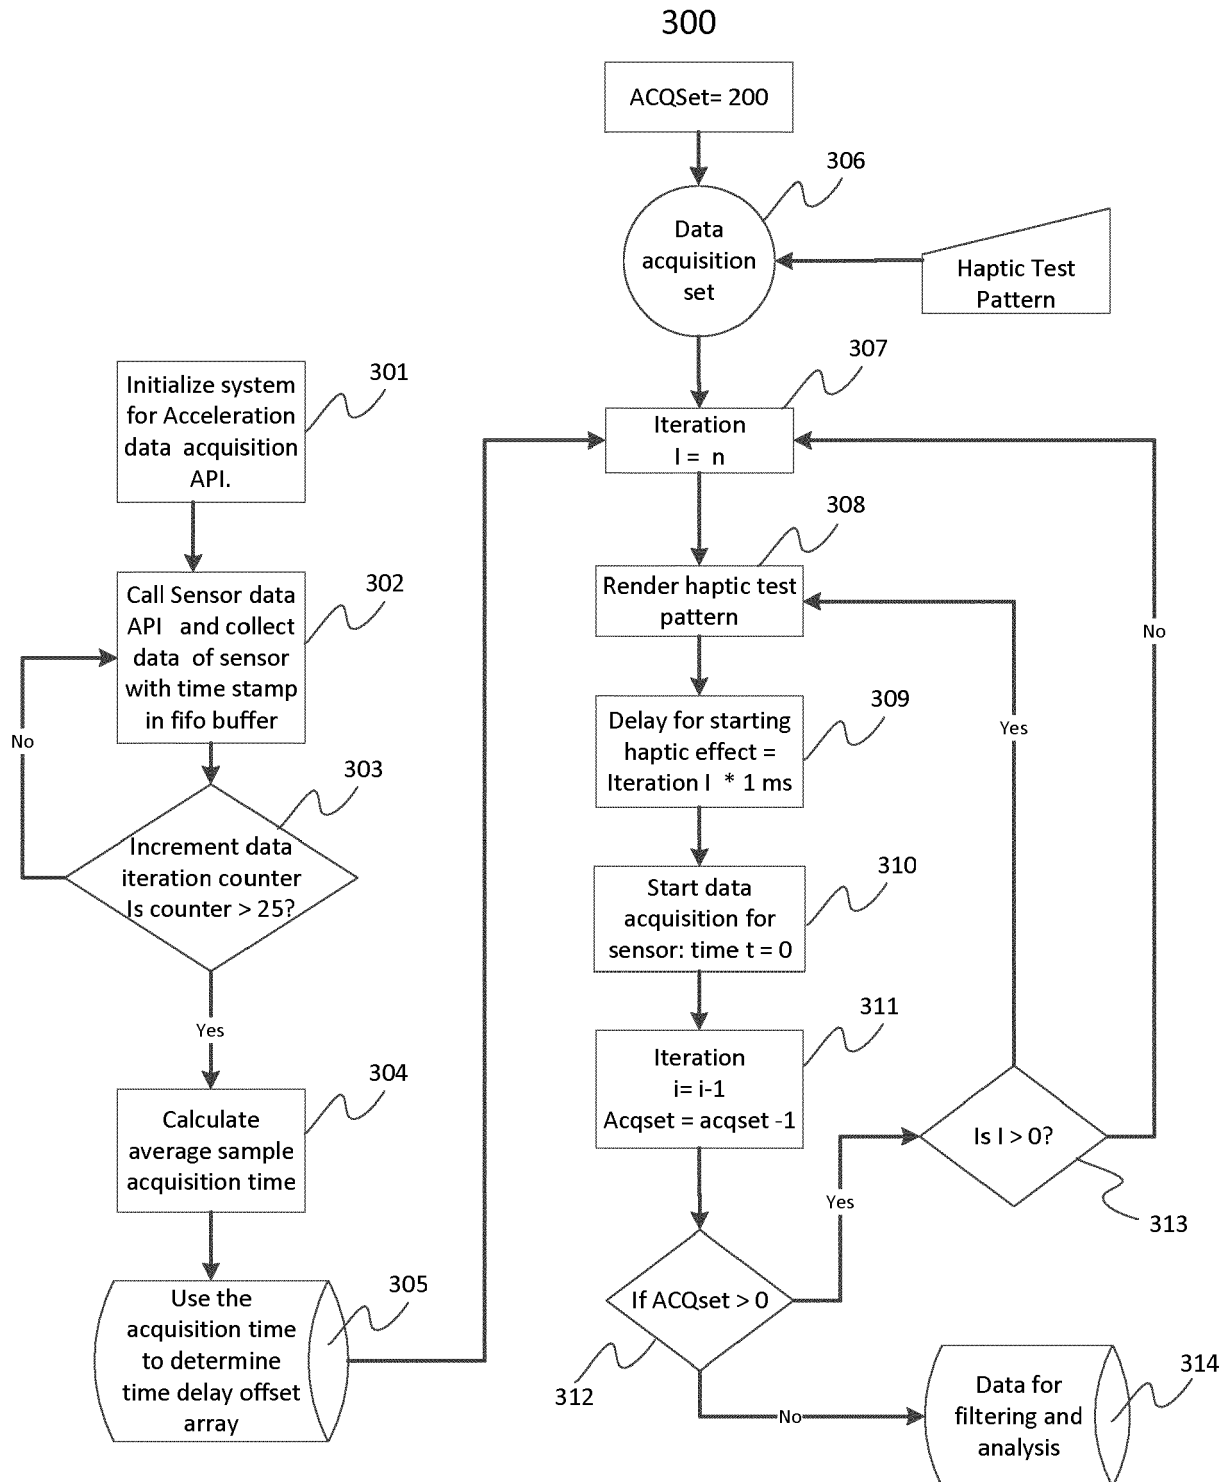 300
ACQSet= 200
306
Data
acquisition
set
Haptic Test
Pattern
307
Iteration
I = n
301
Initialize system
for Acceleration
data acquisition
API.
308
Render haptic test
pattern
302
Call Sensor data
API and collect
data of sensor
with time stamp
in fifo buffer
No
309
Delay for starting
haptic effect =
Iteration I * 1 ms
Yes
No
303
Increment data
iteration counter
Is counter > 25?
310
Start data
acquisition for
sensor: time t = 0
Yes
311
Iteration
i= i-1
Acqset = acqset -1
304
Calculate
average sample
acquisition time
Is I > 0?
313
Yes
305
Use the
acquisition time
to determine
time delay offset
array
If ACQset > 0
312
No
314
Data for
filtering and
analysis